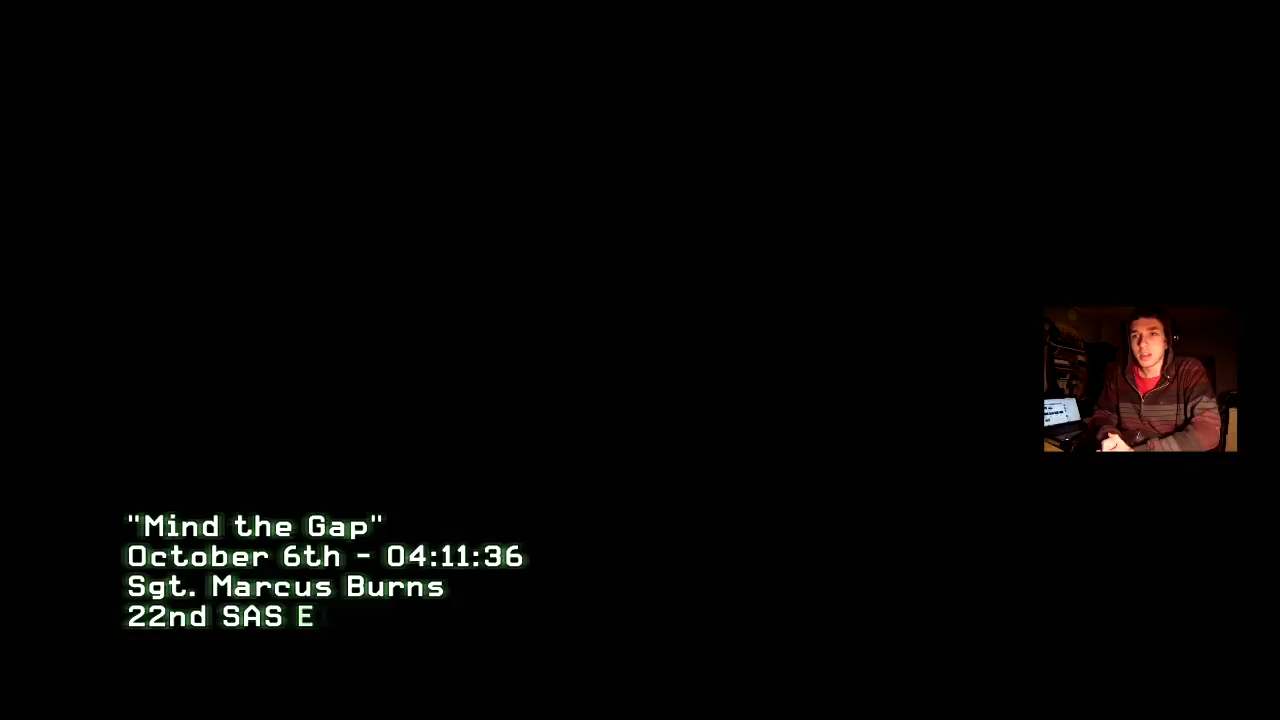 "Mind the Gap"
October 6th - 04:11:36
Sgt. Marcus Burns
22nd SAS E